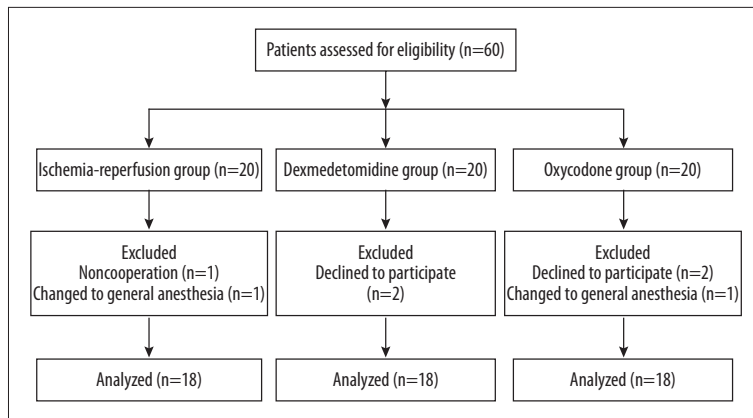 Patients assessed for eligibility (n=60)
Ischemia-reperfusion group (n=20)
Dexmedetomidine group (n=20)
Oxycodone group (n=20)
Excluded
Noncooperation (n=1)
Changed to general anesthesia (n=1)
Excluded
Declined to participate
(n=2)
Excluded
Declined to participate (n=2)
Changed to general anesthesia (n=1)
Analyzed (n=18)
Analyzed (n=18)
Analyzed (n=18)